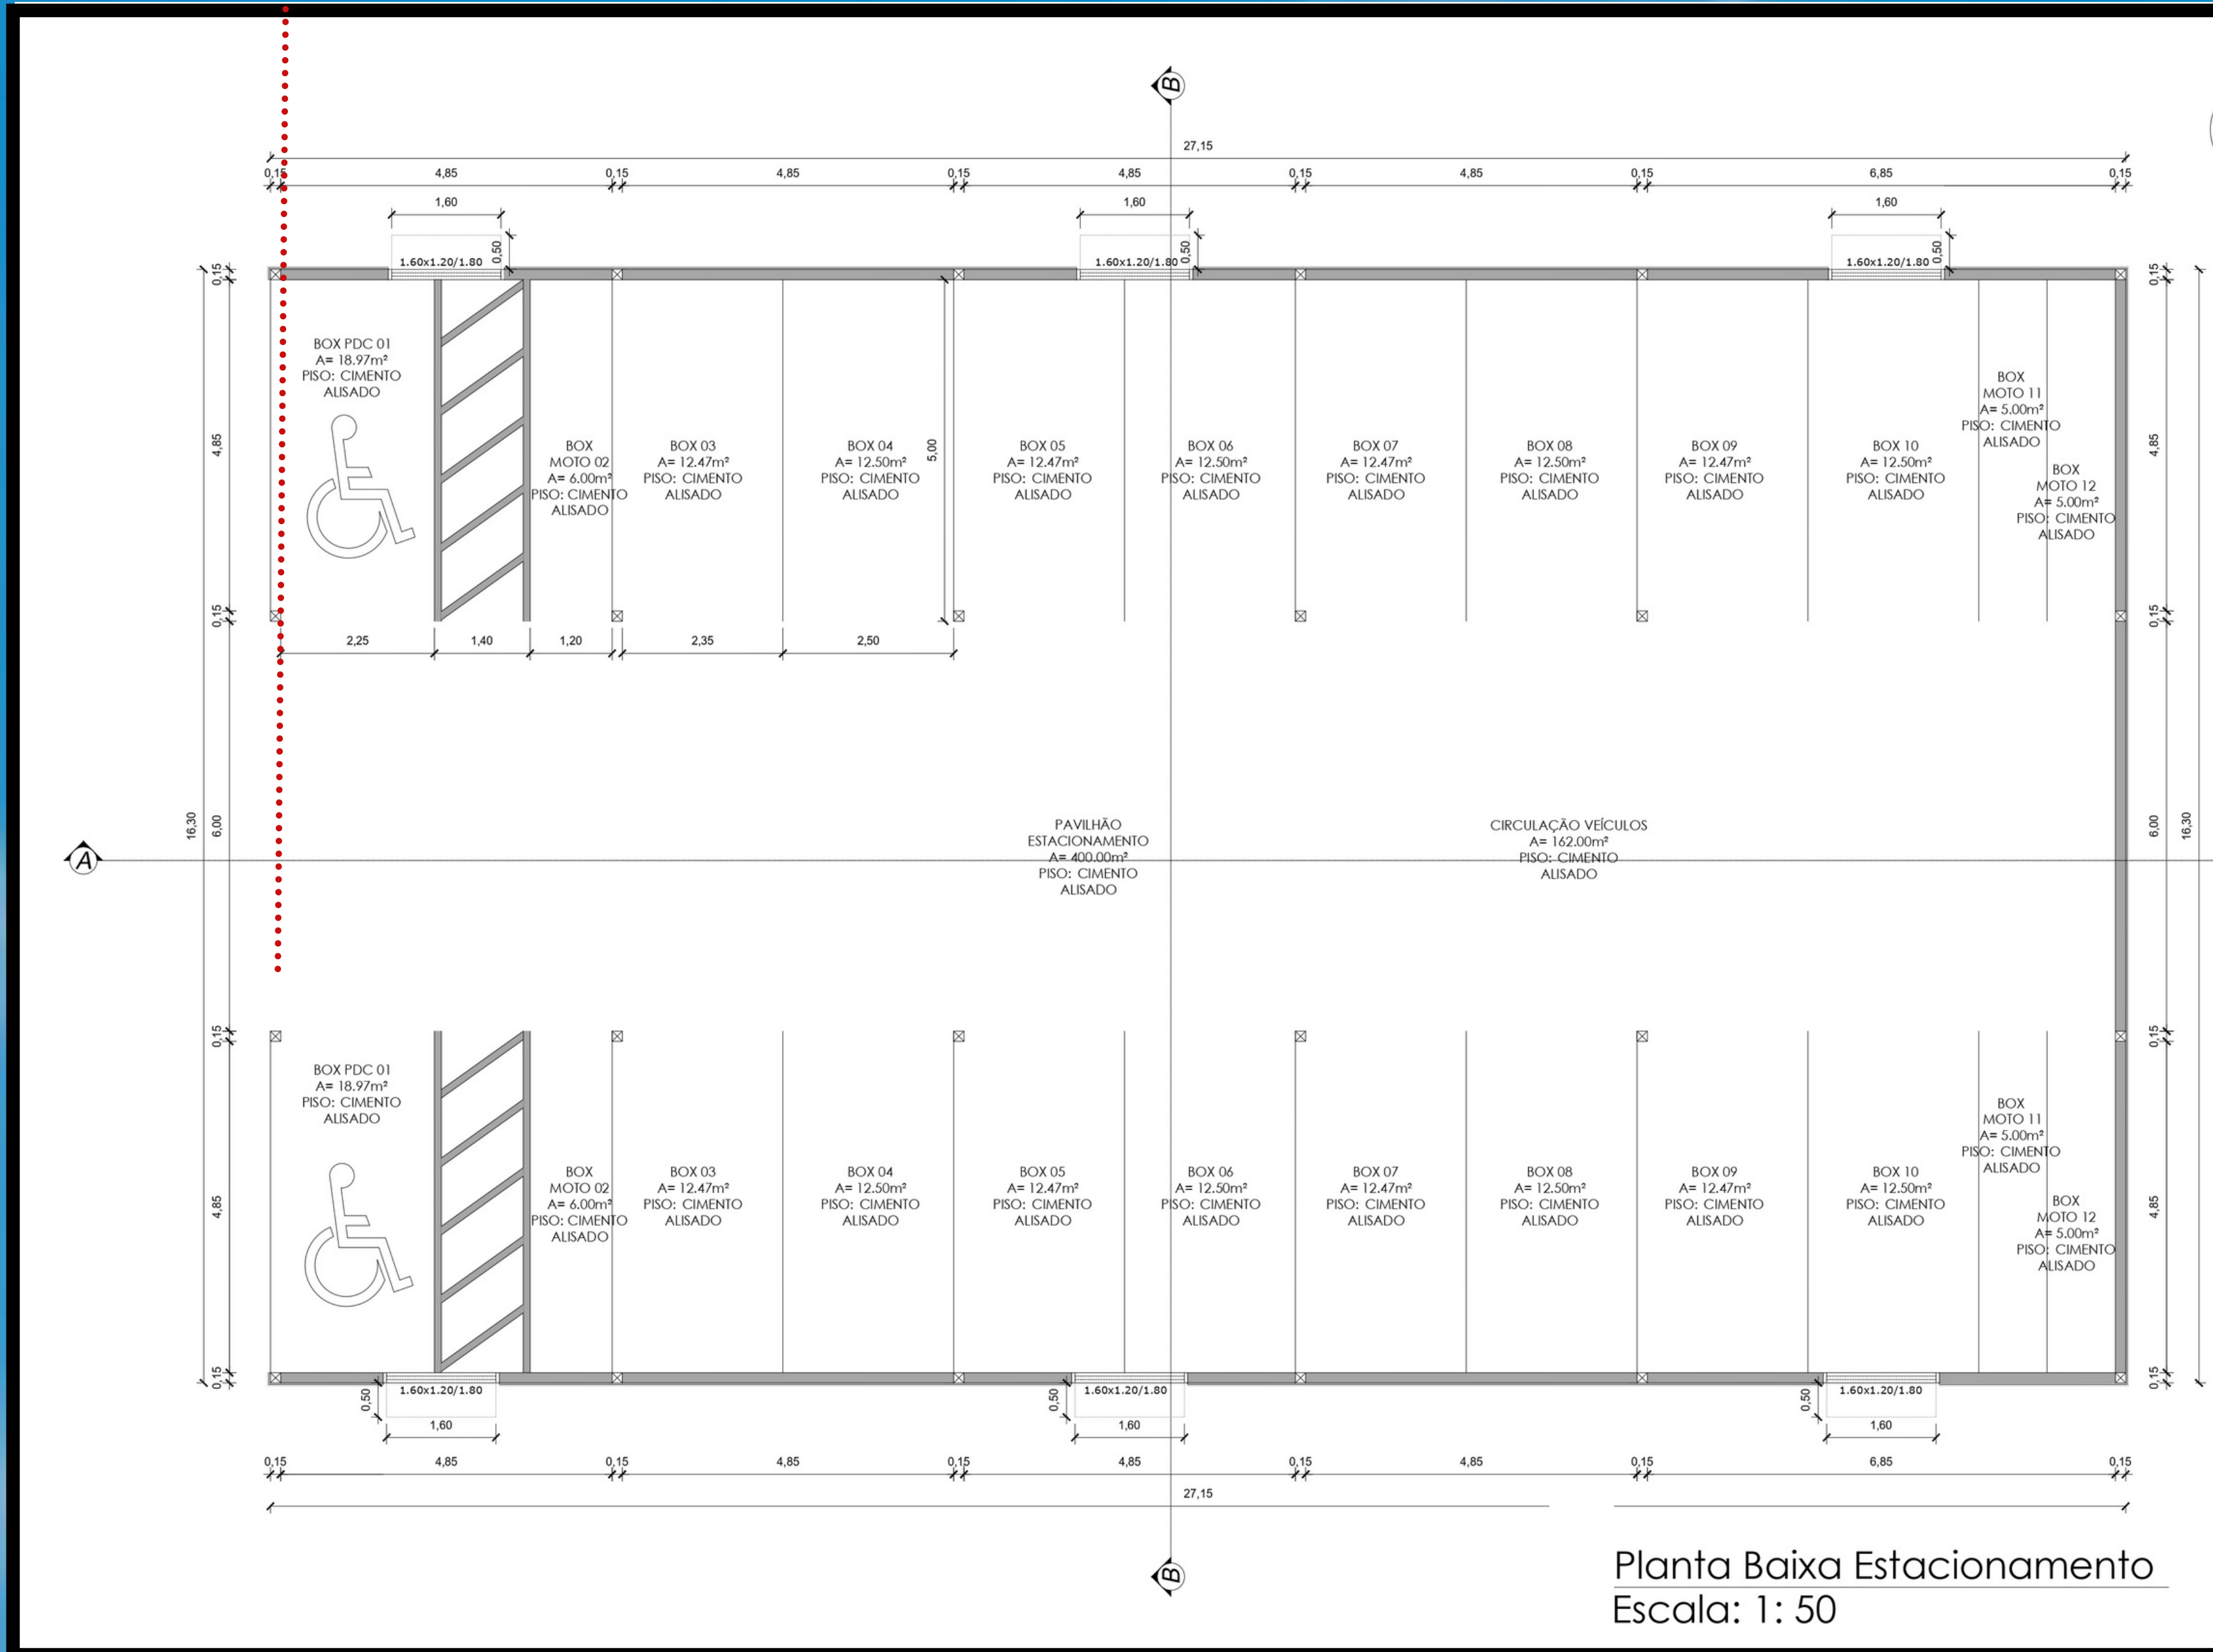 B
27,15
0,15 4,85 0,15 4,85 0,15 4,85 0,15 4,85 0,15 6,85 0,15
1,60 1,60 1,60
0,50 0,50 0,50
1.60x1.20/1.80 1.60x1.20/1.80 1.60x1.20/1.80
0,15 0,15
BOX PDC 01
A= 18.97m²
PISO: CIMENTO
ALISADO
BOX
MOTO 02
A= 6.00m²
PISO: CIMENTO
ALISADO
BOX 03
A= 12.47m²
PISO: CIMENTO
ALISADO
BOX 04
A= 12.50m²
PISO: CIMENTO
ALISADO
5,00
BOX 05
A= 12.47m²
PISO: CIMENTO
ALISADO
BOX 06
A= 12.50m²
PISO: CIMENTO
ALISADO
BOX 07
A= 12.47m²
PISO: CIMENTO
ALISADO
BOX 08
A= 12.50m²
PISO: CIMENTO
ALISADO
BOX 09
A= 12.47m²
PISO: CIMENTO
ALISADO
BOX 10
A= 12.50m²
PISO: CIMENTO
ALISADO
BOX
MOTO 11
A= 5.00m²
PISO: CIMENTO
ALISADO
BOX
MOTO 12
A= 5.00m²
PISO: CIMENTO
ALISADO
4,85 4,85
0,15 0,15
2,25 1,40 1,20 2,35 2,50
16,30 6,00 6,00 16,30
A
PAVILHÃO
ESTACIONAMENTO
A= 400.00m²
PISO: CIMENTO
ALISADO
CIRCULAÇÃO VEÍCULOS
A= 162.00m²
PISO: CIMENTO
ALISADO
0,15 0,15
BOX PDC 01
A= 18.97m²
PISO: CIMENTO
ALISADO
BOX
MOTO 02
A= 6.00m²
PISO: CIMENTO
ALISADO
BOX 03
A= 12.47m²
PISO: CIMENTO
ALISADO
BOX 04
A= 12.50m²
PISO: CIMENTO
ALISADO
BOX 05
A= 12.47m²
PISO: CIMENTO
ALISADO
BOX 06
A= 12.50m²
PISO: CIMENTO
ALISADO
BOX 07
A= 12.47m²
PISO: CIMENTO
ALISADO
BOX 08
A= 12.50m²
PISO: CIMENTO
ALISADO
BOX 09
A= 12.47m²
PISO: CIMENTO
ALISADO
BOX 10
A= 12.50m²
PISO: CIMENTO
ALISADO
BOX
MOTO 11
A= 5.00m²
PISO: CIMENTO
ALISADO
BOX
MOTO 12
A= 5.00m²
PISO: CIMENTO
ALISADO
4,85 4,85
0,15 0,15
1.60x1.20/1.80 1.60x1.20/1.80 1.60x1.20/1.80
0,50 0,50 0,50
1,60 1,60 1,60
0,15 4,85 0,15 4,85 0,15 4,85 0,15 4,85 0,15 6,85 0,15
27,15
B
Planta Baixa Estacionamento
Escala: 1: 50